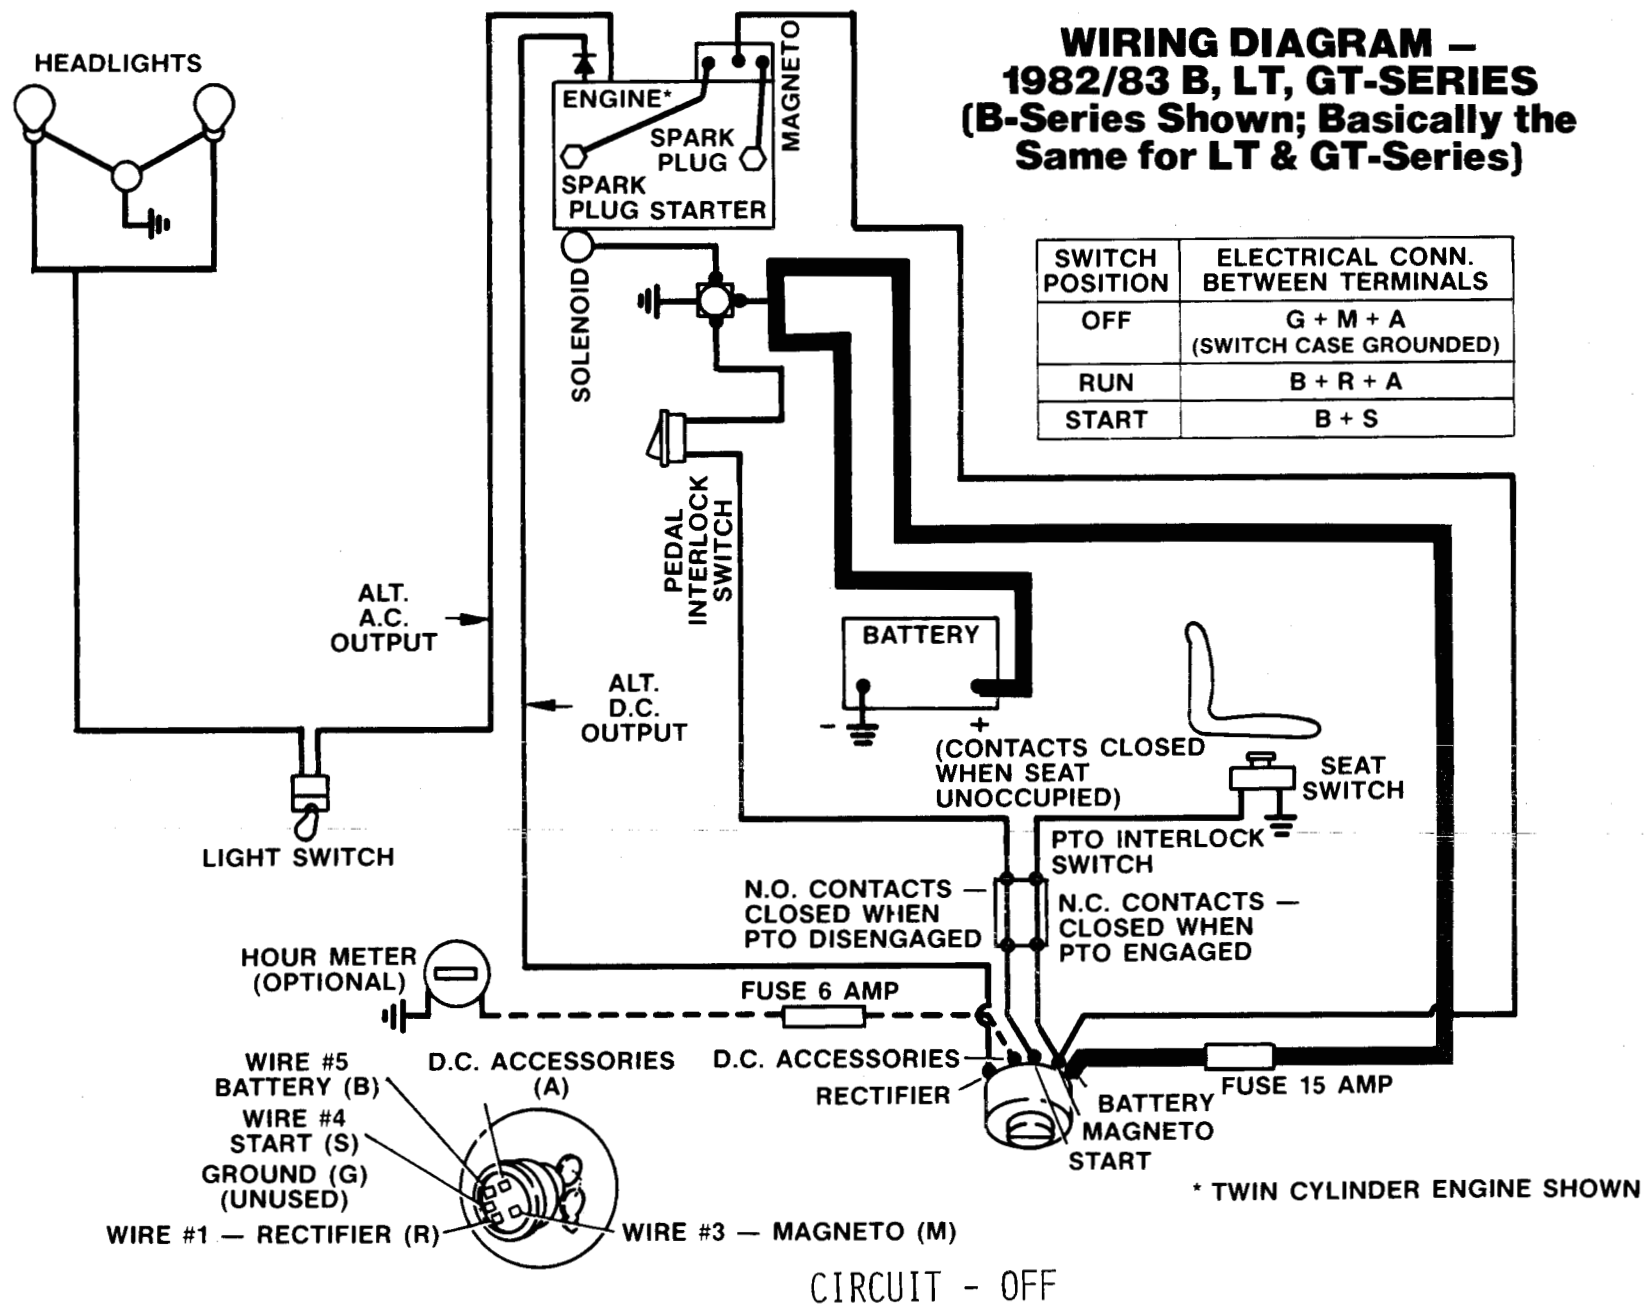 WIRING DIAGRAM —
1982/83 B, LT, GT-SERIES
(B-Series Shown; Basically the
Same for LT & GT-Series)
HEADLIGHTS
MAGNETO
ENGINE*
SPARK
PLUG
SPARK
PLUG STARTER
SOLENOID
SWITCH
POSITION
ELECTRICAL CONN.
BETWEEN TERMINALS
OFF
G + M + A
(SWITCH CASE GROUNDED)
RUN
B + R + A
START
B + S
PEDAL
INTERLOCK
SWITCH
ALT.
A.C.
OUTPUT
ALT.
D.C.
OUTPUT
BATTERY
- +
(CONTACTS CLOSED
WHEN SEAT
UNOCCUPIED)
SEAT
SWITCH
LIGHT SWITCH
PTO INTERLOCK
SWITCH
N.O. CONTACTS —
CLOSED WHEN
PTO DISENGAGED
N.C. CONTACTS —
CLOSED WHEN
PTO ENGAGED
HOUR METER
(OPTIONAL)
FUSE 6 AMP
D.C. ACCESSORIES
RECTIFIER
FUSE 15 AMP
BATTERY
MAGNETO
START
WIRE #5
BATTERY (B)
D.C. ACCESSORIES
(A)
WIRE #4
START (S)
GROUND (G)
(UNUSED)
WIRE #1 — RECTIFIER (R)
WIRE #3 — MAGNETO (M)
* TWIN CYLINDER ENGINE SHOWN
CIRCUIT - OFF